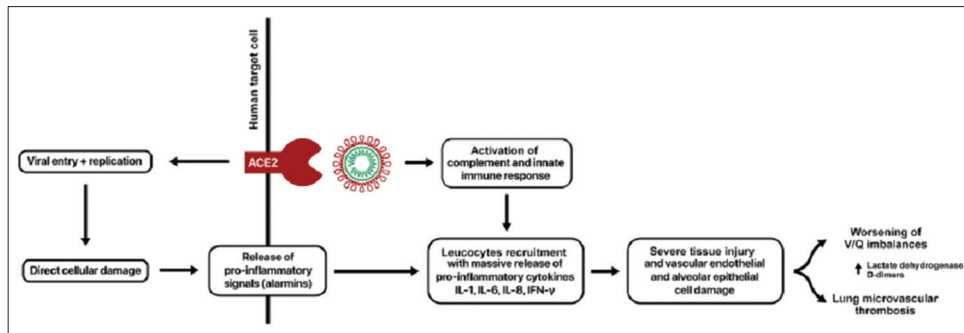 Human target cell
ACE2
Viral entry + replication
Activation of
complement and innate
immune response
Direct cellular damage
Release of
pro-inflammatory
signals (alarmins)
Leucocytes recruitment
with massive release of
pro-inflammatory cytokines
IL-1, IL-6, IL-8, IFN-γ
Severe tissue injury
and vascular endothelial
and alveolar epithelial
cell damage
Worsening of
V/Q imbalances
Lactate dehydrogenase
D-dimers
Lung microvascular
thrombosis